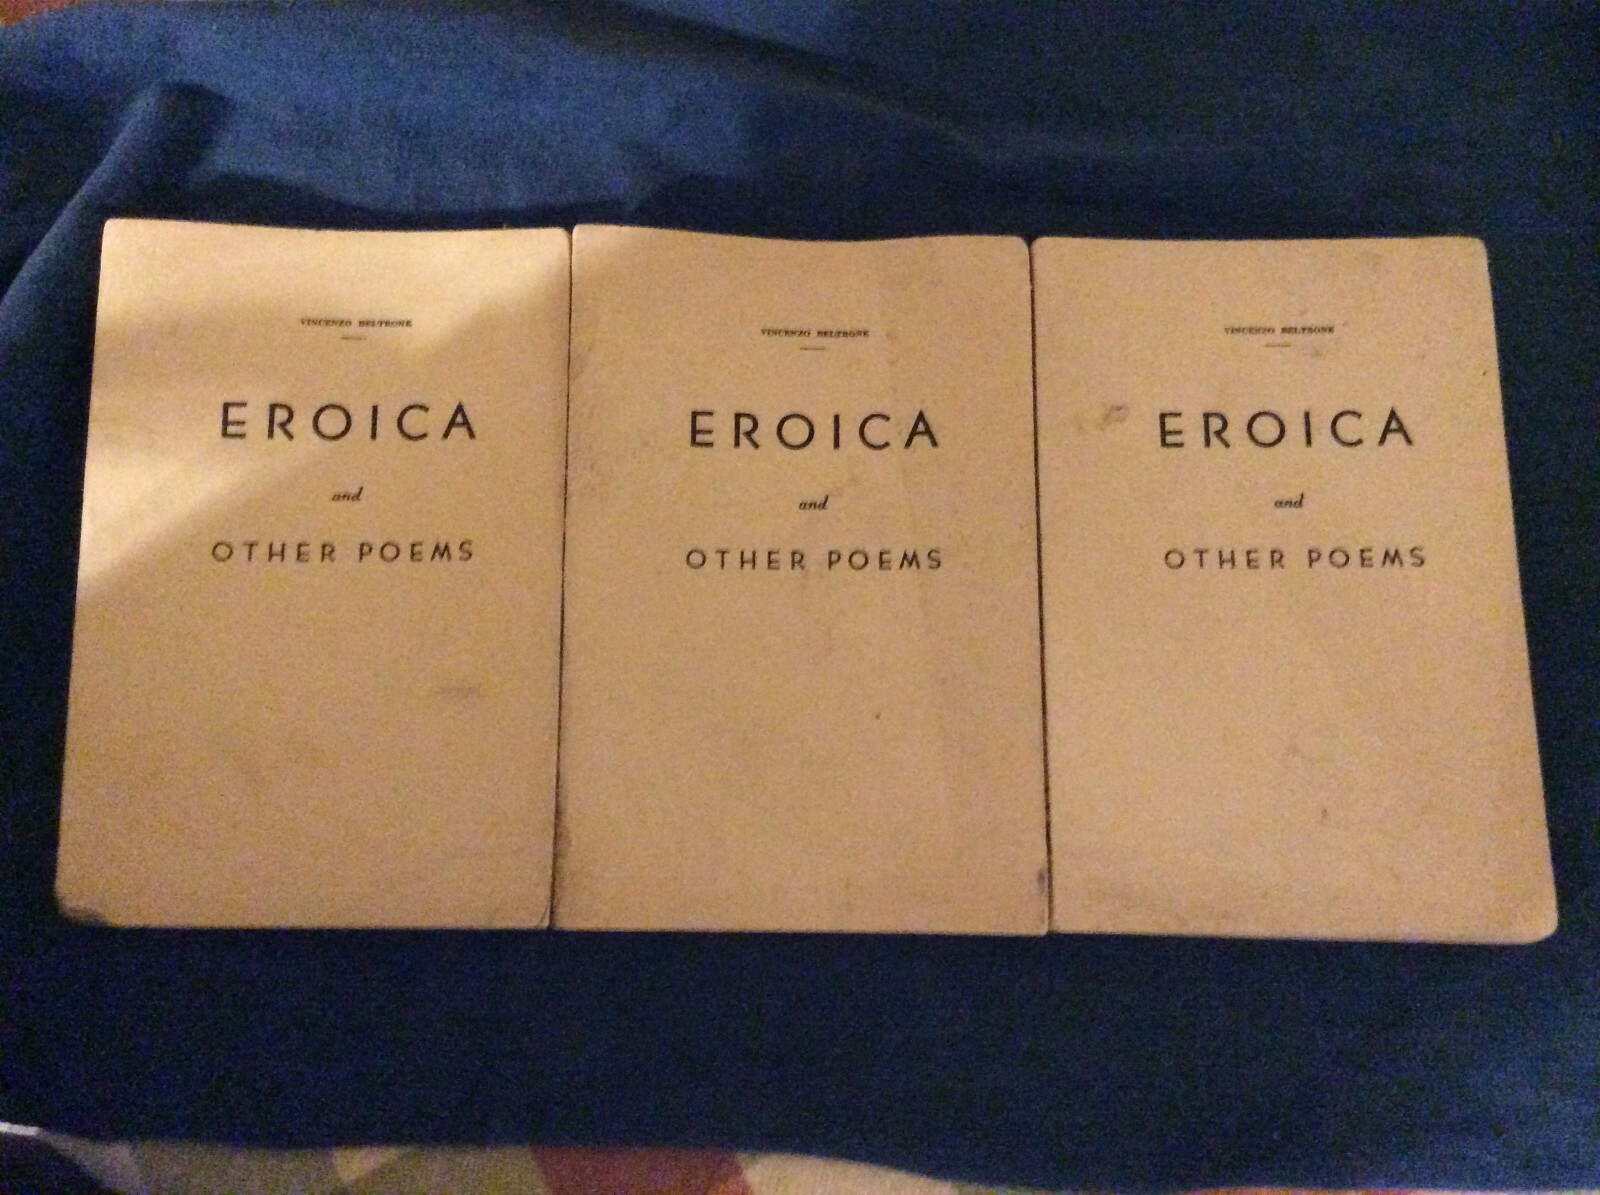 VINCENZO BELTRONE
EROICA
and
OTHER POEMS
VINCENZO BELTRONE
EROICA
and
OTHER POEMS
VINCENZO BELTRONE
EROICA
and
OTHER POEMS